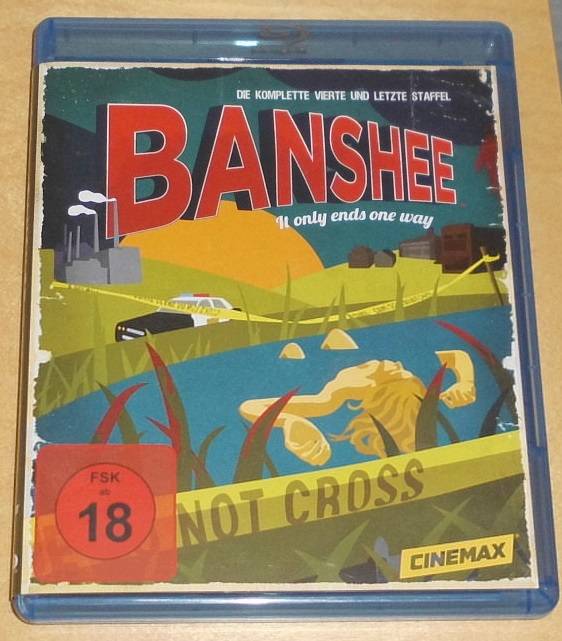 DIE KOMPLETTE VIERTE UND LETZTE STAFFEL
BANSHEE
It only ends one way
NOT CROSS
FSK
ab
18
CINEMAX